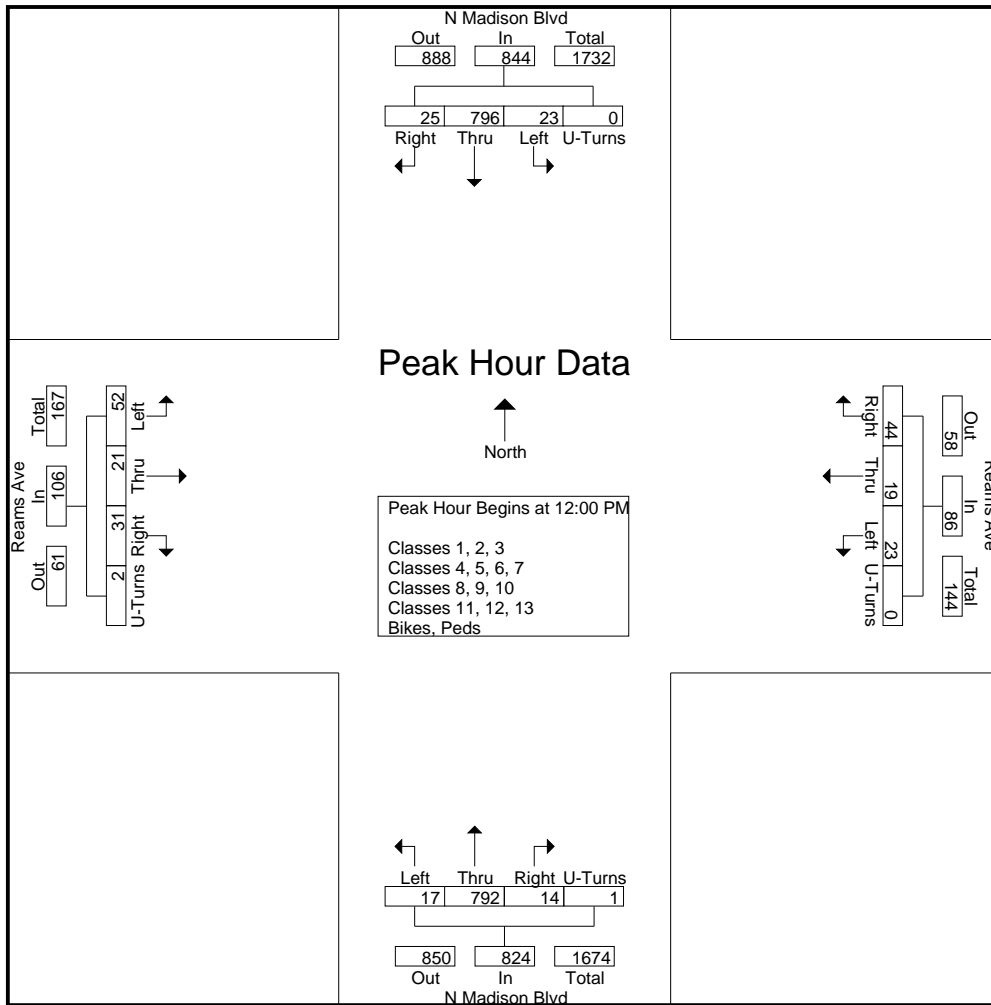 N Madison Blvd
Out In Total
888 844 1732
25 796 23 0
Right Thru Left U-Turns
Peak Hour Data
North
Reams Ave
Out In Total
61 106 167
Left Thru Right U-Turns
52 21 31 2
Peak Hour Begins at 12:00 PM
Classes 1, 2, 3
Classes 4, 5, 6, 7
Classes 8, 9, 10
Classes 11, 12, 13
Bikes, Peds
Right Thru Left U-Turns
44 19 23 0
Out In Total
58 86 144
Reams Ave
Left Thru Right U-Turns
17 792 14 1
850 824 1674
Out In Total
N Madison Blvd